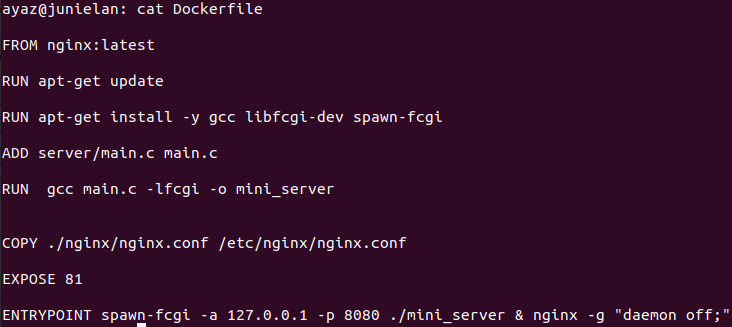 ayaz@junielan: cat Dockerfile
FROM nginx:latest
RUN apt-get update
RUN apt-get install -y gcc libfcgi-dev spawn-fcgi
ADD server/main.c main.c
RUN  gcc main.c -lfcgi -o mini_server
COPY ./nginx/nginx.conf /etc/nginx/nginx.conf
EXPOSE 81
ENTRYPOINT spawn-fcgi -a 127.0.0.1 -p 8080 ./mini_server & nginx -g "daemon off;"